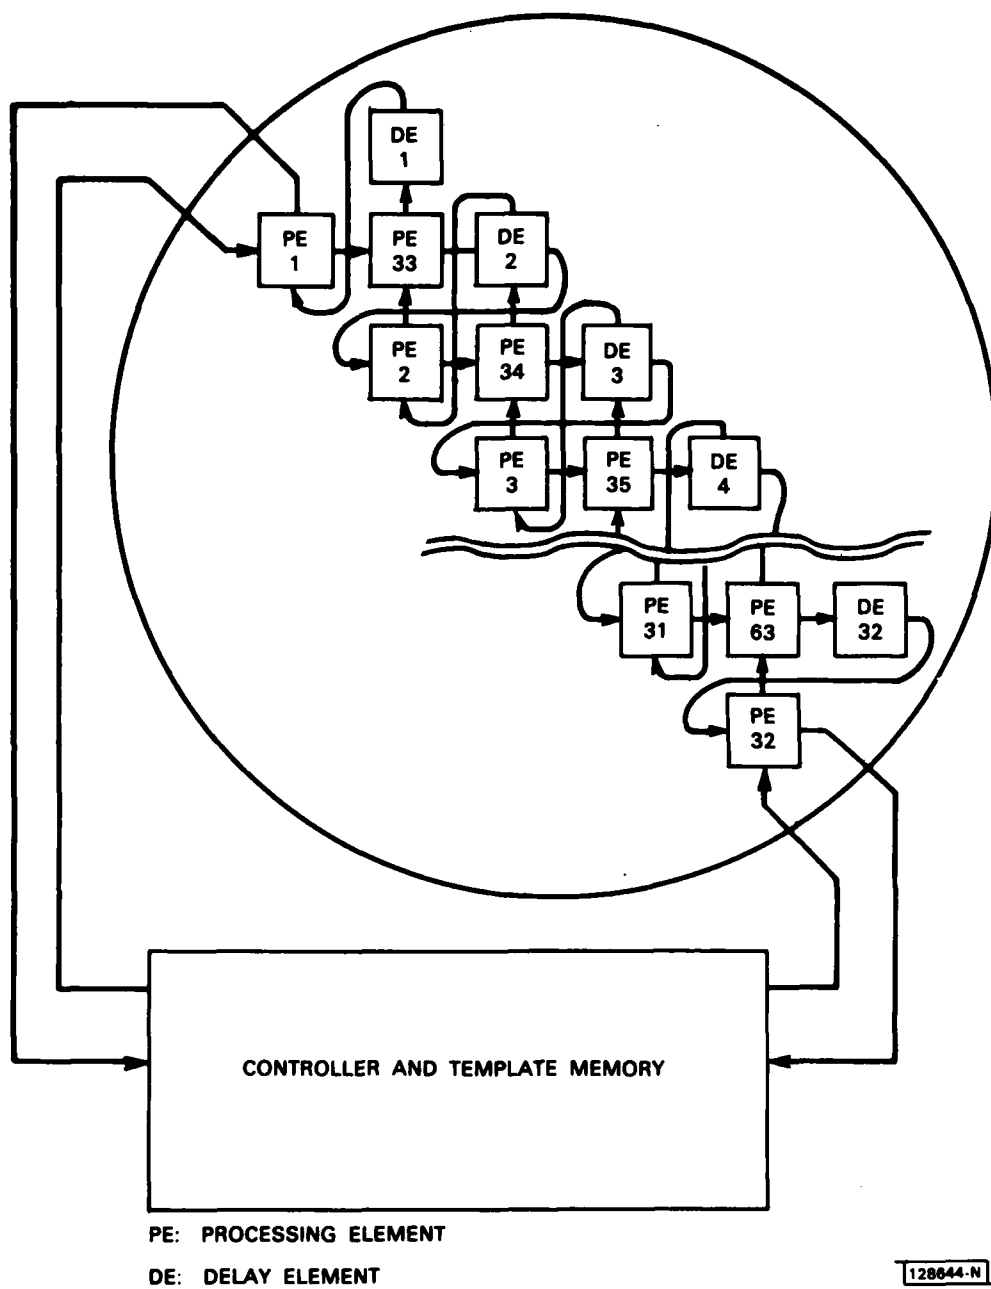 DE
1
PE
1
PE
33
DE
2
PE
2
PE
34
DE
3
PE
3
PE
35
DE
4
PE
31
PE
63
DE
32
PE
32
CONTROLLER AND TEMPLATE MEMORY
PE: PROCESSING ELEMENT
DE: DELAY ELEMENT
128644-N